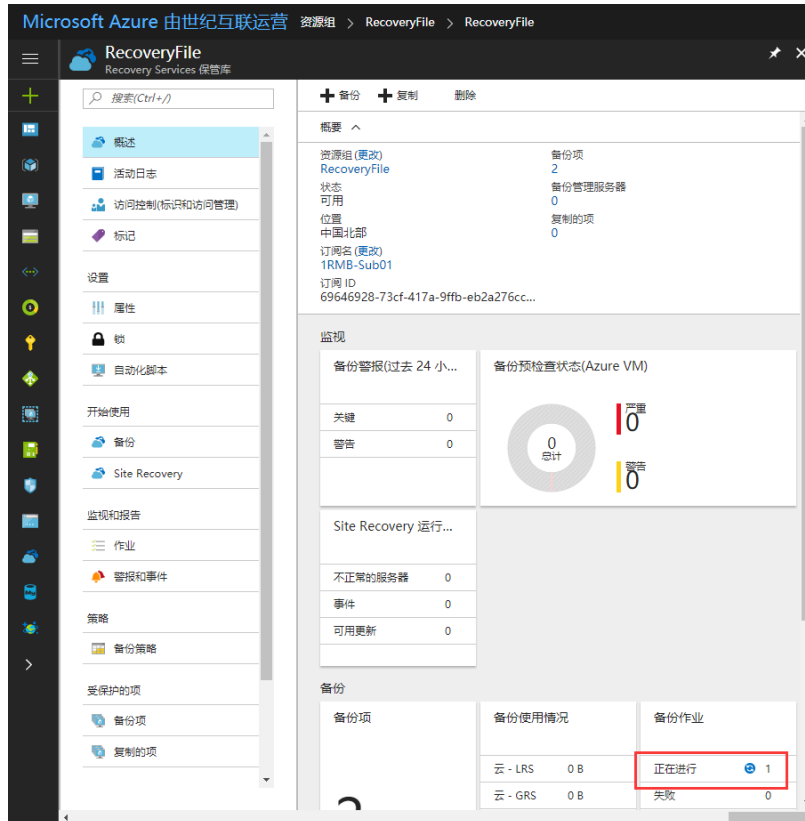 Microsoft Azure 由世纪互联运营 资源组 > RecoveryFile > RecoveryFile
RecoveryFile
Recovery Services 保管库
搜索(Ctrl+/)
概述
活动日志
访问控制(标识和访问管理)
标记
设置
属性
锁
自动化脚本
开始使用
备份
Site Recovery
监视和报告
作业
警报和事件
策略
备份策略
受保护的项
备份项
复制的项
备份 复制 删除
概要
资源组 (更改)
RecoveryFile
状态
可用
位置
中国北部
订阅名 (更改)
1RMB-Sub01
订阅 ID
69646928-73cf-417a-9ffb-eb2a276cc...
备份项
2
备份管理服务器
0
复制的项
0
监视
备份警报(过去 24 小...
关键 0
警告 0
备份预检查状态(Azure VM)
0
总计
严重
0
警告
0
Site Recovery 运行...
不正常的服务器 0
事件 0
可用更新 0
备份
备份项
2
备份使用情况
云 - LRS 0 B
云 - GRS 0 B
备份作业
正在进行 1
失败 0